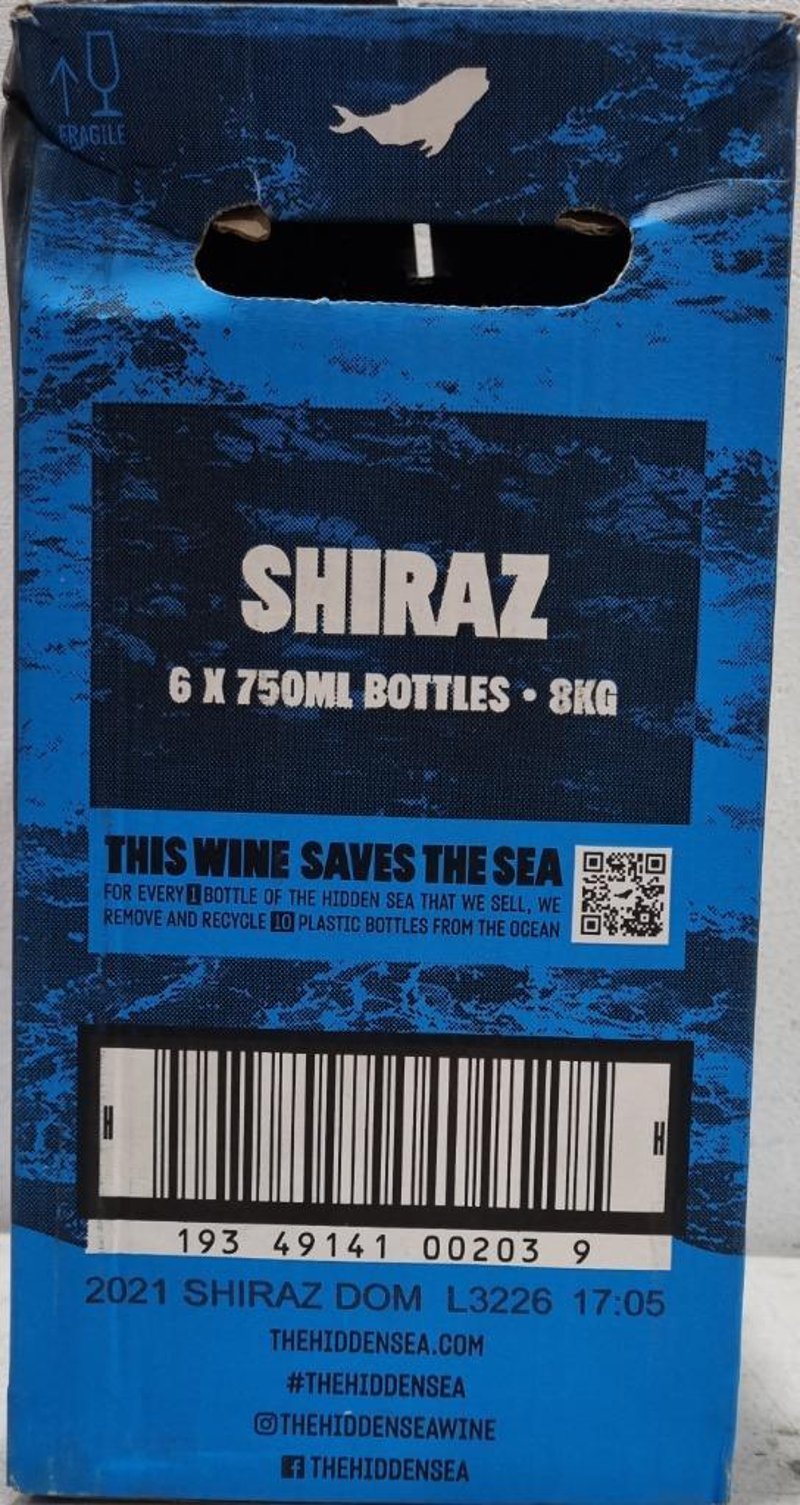 FRAGILE
SHIRAZ
6 X 750ML BOTTLES • 8KG
THIS WINE SAVES THE SEA
FOR EVERY 1 BOTTLE OF THE HIDDEN SEA THAT WE SELL, WE
REMOVE AND RECYCLE 10 PLASTIC BOTTLES FROM THE OCEAN
H H
193 49141 00203 9
2021 SHIRAZ DOM L3226 17:05
THEHIDDENSEA.COM
#THEHIDDENSEA
THEHIDDENSEAWINE
THEHIDDENSEA